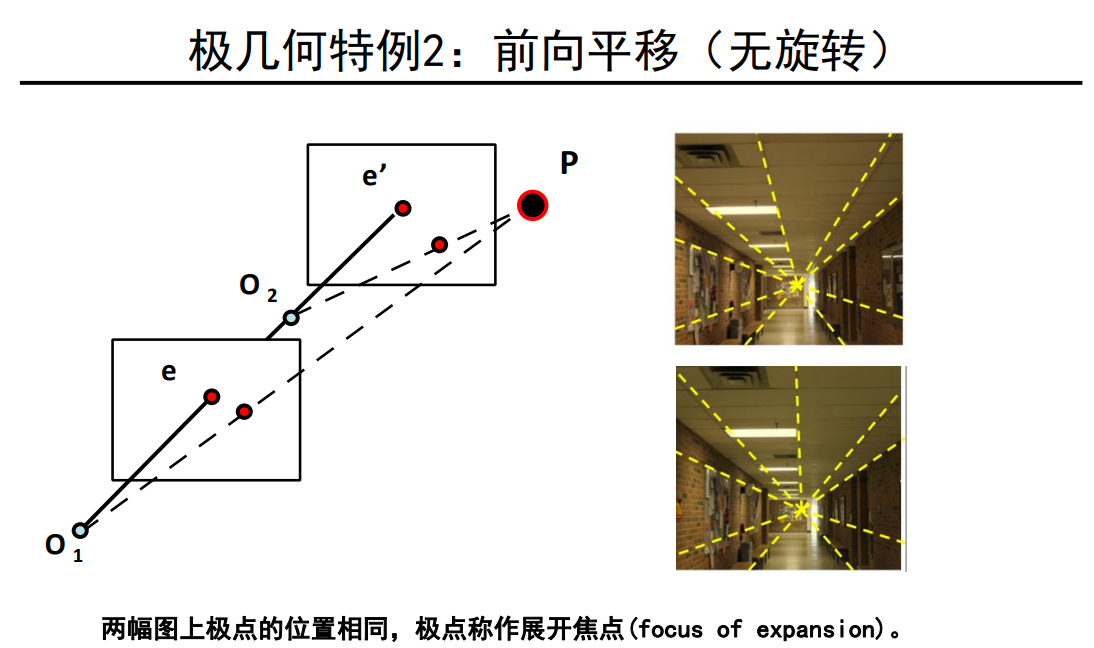 极几何特例2：前向平移（无旋转）
e’
P
O 2
e
O 1
两幅图上极点的位置相同，极点称作展开焦点(focus of expansion)。